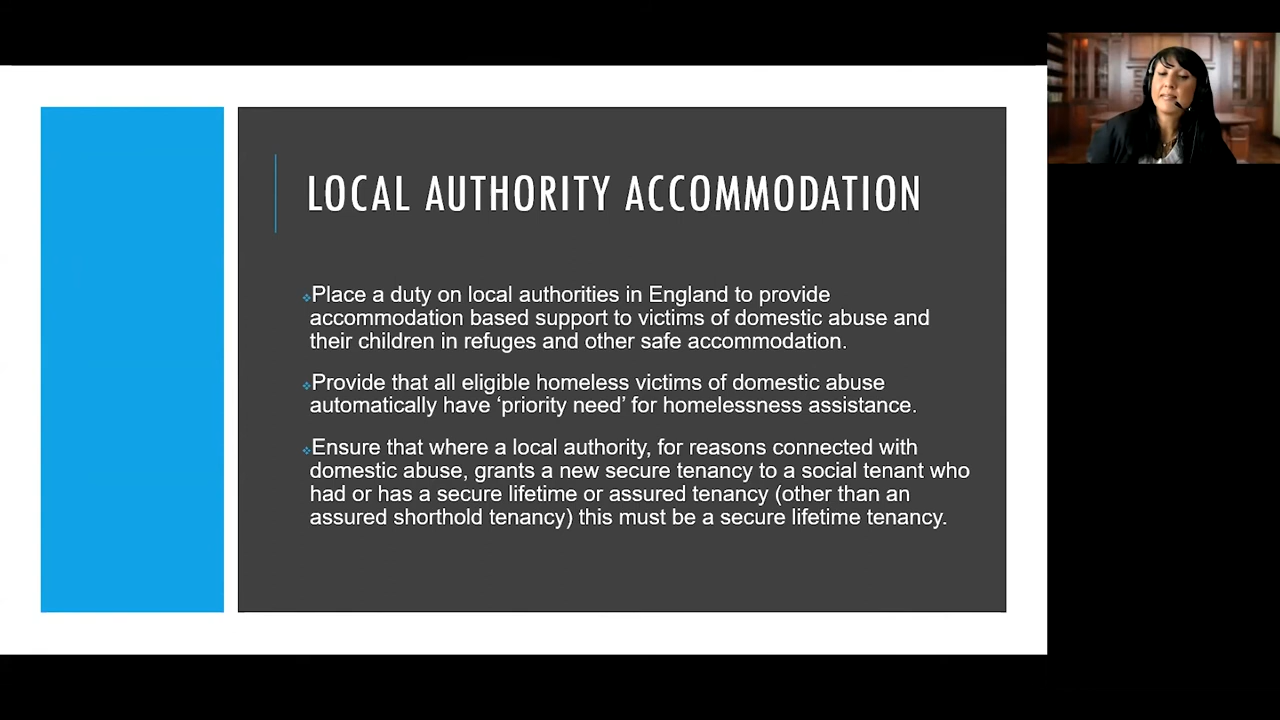 LOCAL AUTHORITY ACCOMMODATION
❖Place a duty on local authorities in England to provide
accommodation based support to victims of domestic abuse and
their children in refuges and other safe accommodation.
❖Provide that all eligible homeless victims of domestic abuse
automatically have ‘priority need’ for homelessness assistance.
❖Ensure that where a local authority, for reasons connected with
domestic abuse, grants a new secure tenancy to a social tenant who
had or has a secure lifetime or assured tenancy (other than an
assured shorthold tenancy) this must be a secure lifetime tenancy.